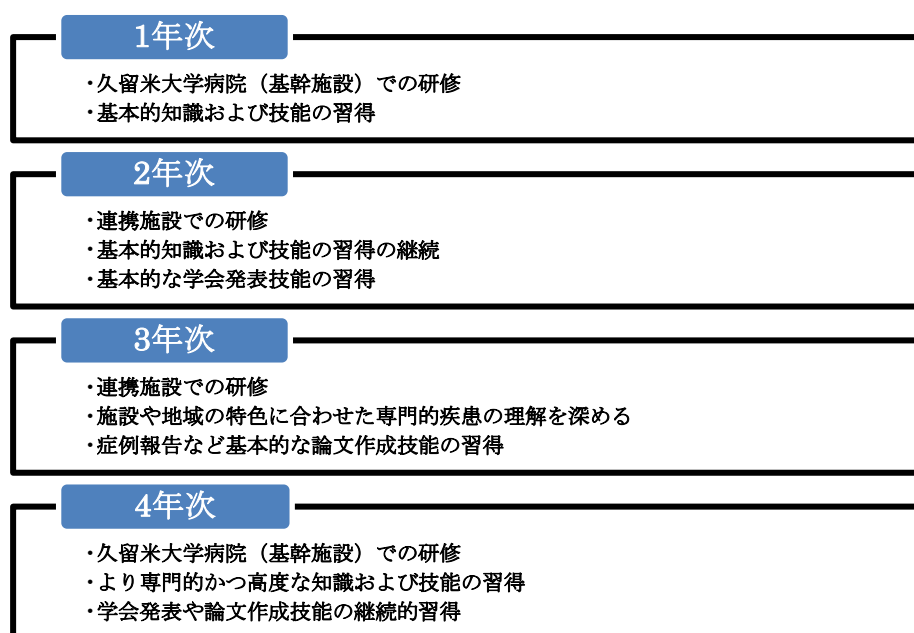 1年次
・久留米大学病院（基幹施設）での研修
・基本的知識および技能の習得
2年次
・連携施設での研修
・基本的知識および技能の習得の継続
・基本的な学会発表技能の習得
3年次
・連携施設での研修
・施設や地域の特色に合わせた専門的疾患の理解を深める
・症例報告など基本的な論文作成技能の習得
4年次
・久留米大学病院（基幹施設）での研修
・より専門的かつ高度な知識および技能の習得
・学会発表や論文作成技能の継続的習得